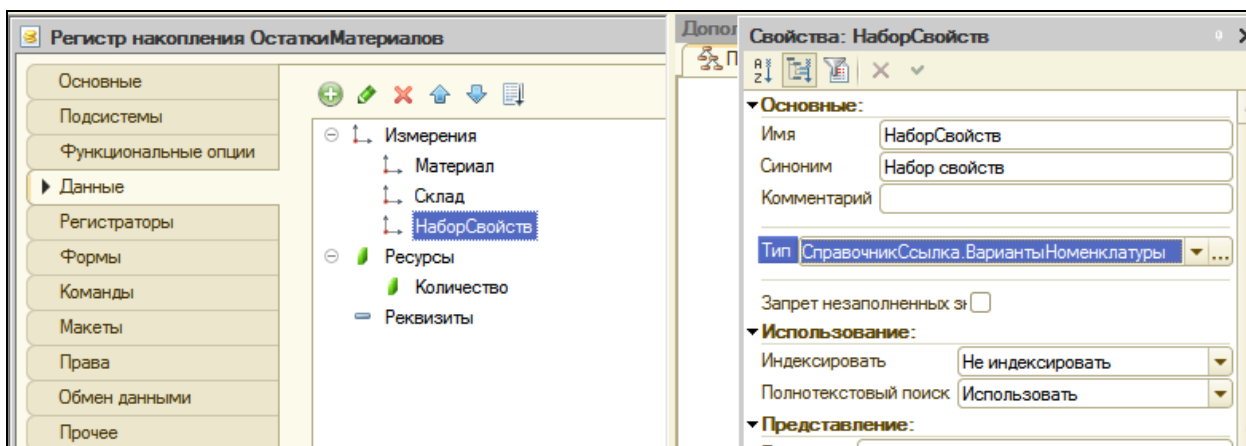 Регистр накопления ОстаткиМатериалов
Основные
Подсистемы
Функциональные опции
Данные
Регистраторы
Формы
Команды
Макеты
Права
Обмен данными
Прочее
Измерения
Материал
Склад
НаборСвойств
Ресурсы
Количество
Реквизиты
Допол
П
Свойства: НаборСвойств
Основные:
Имя НаборСвойств
Синоним Набор свойств
Комментарий
Тип СправочникСсылка.ВариантыНоменклатуры
Запрет незаполненных
Использование:
Индексировать Не индексировать
Полнотекстовый поиск Использовать
Представление: